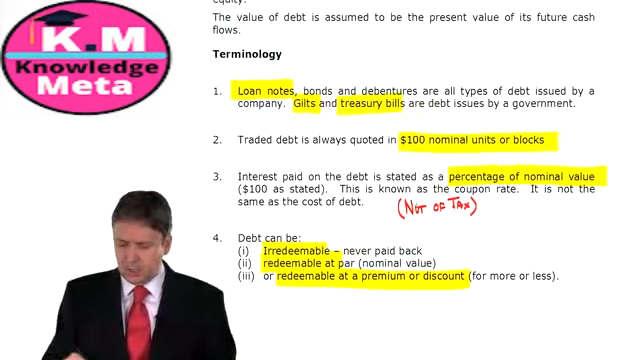 K.M
Knowledge
Meta
equity.
The value of debt is assumed to be the present value of its future cash
flows.
Terminology
1. Loan notes, bonds and debentures are all types of debt issued by a
company. Gilts and treasury bills are debt issues by a government.
2. Traded debt is always quoted in $100 nominal units or blocks
3. Interest paid on the debt is stated as a percentage of nominal value
($100 as stated). This is known as the coupon rate. It is not the
same as the cost of debt.
(NOT OF TAX)
4. Debt can be:
(i) Irredeemable – never paid back
(ii) redeemable at par (nominal value)
(iii) or redeemable at a premium or discount (for more or less).